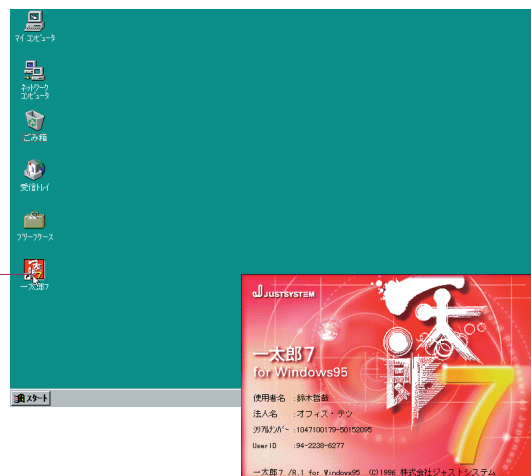 マイ コンピュータ
ネットワーク
コンピュータ
ごみ箱
受信トレイ
ブリーフケース
一太郎7
スタート
JUSTSYSTEM
一太郎
7
一太郎7
for Windows95
使用者名 :鈴木哲哉
法人名 :オフィス・テツ
シリアルナンバー :1047100179-50152095
UserID :94-2238-6277
一太郎7 /R.1 for Windows95 (C)1996 株式会社ジャストシステム